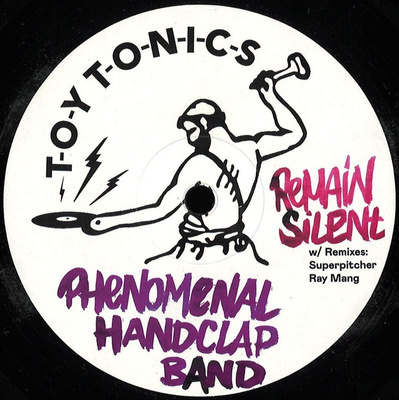 T-O-Y T-O-N-I-C-S
ReMAiN
SiLeNt
w/ Remixes:
Superpitcher
Ray Mang
PHeNOMeNAL
HANDCLAP
BAND